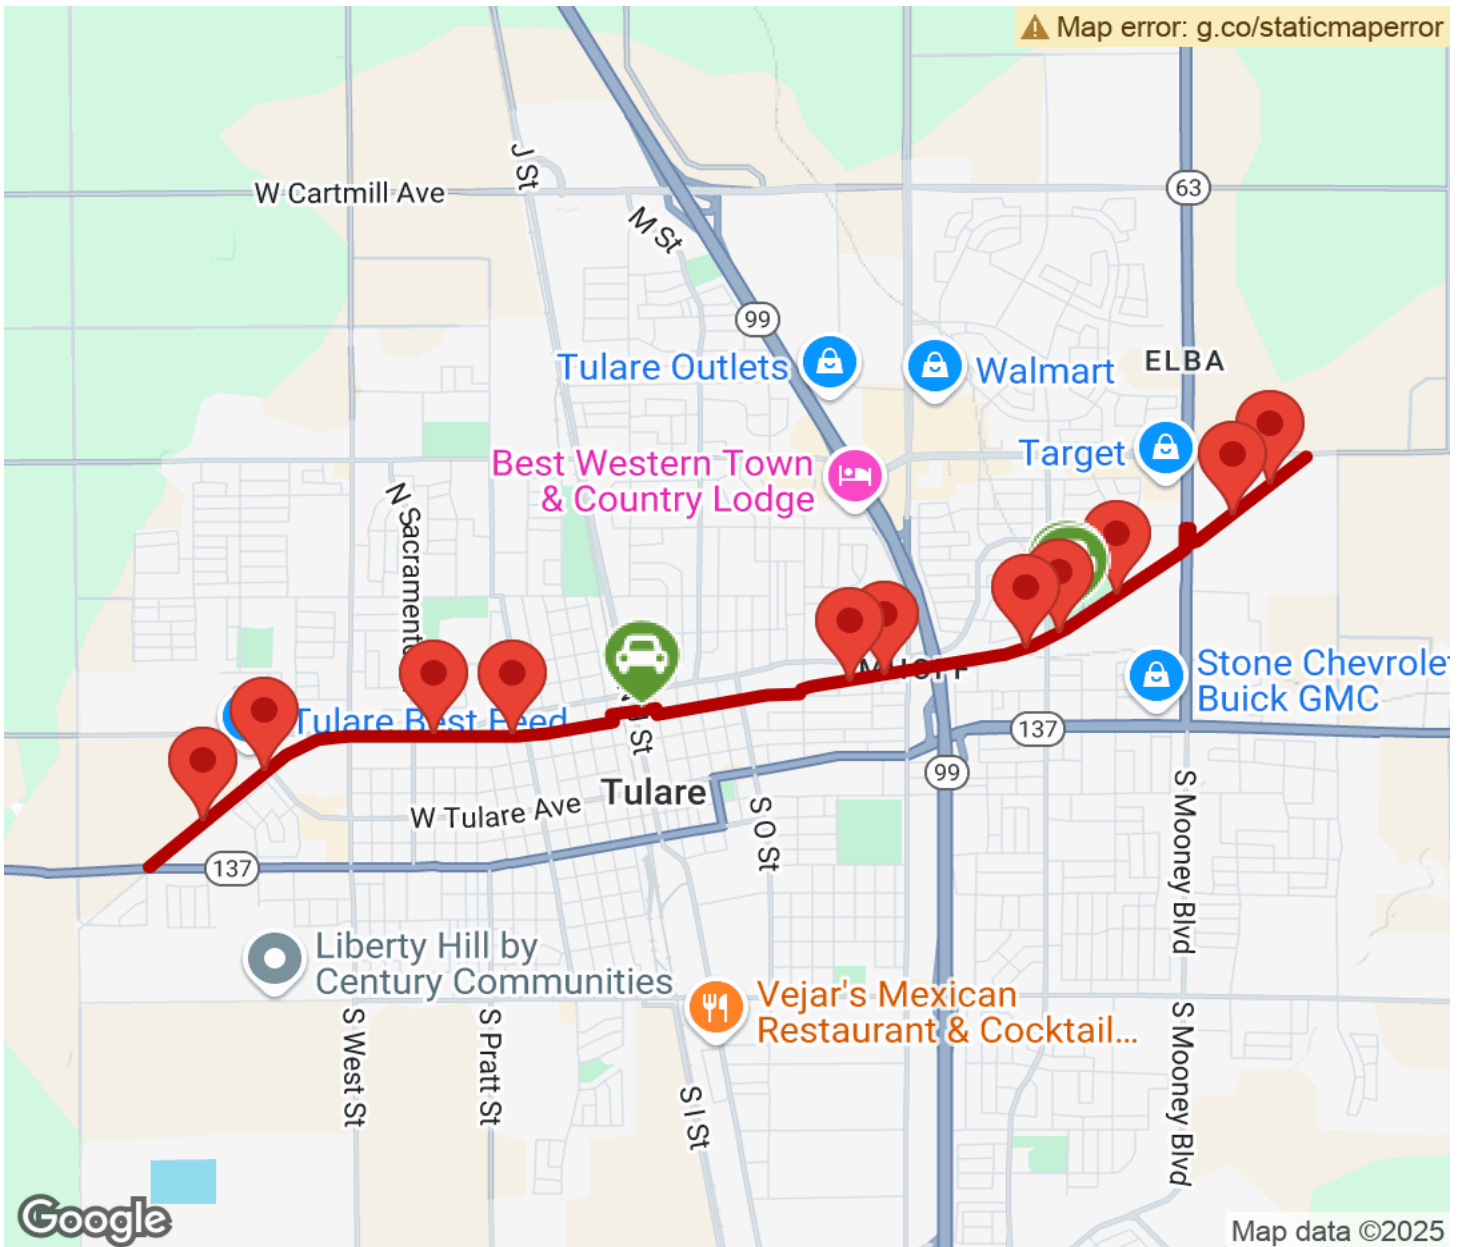 Map error: g.co/staticmaperror
J St
W Cartmill Ave
63
M St
99
Tulare Outlets
Walmart
ELBA
Best Western Town
& Country Lodge
Target
N Sacramento
Stone Chevrolet
Buick GMC
Tulare Best Feed
St
137
99
Tulare
W Tulare Ave
S O St
S Mooney Blvd
137
Liberty Hill by
Century Communities
Vejar's Mexican
Restaurant & Cocktail...
S West St
S Pratt St
S I St
S Mooney Blvd
Google
Map data ©2025